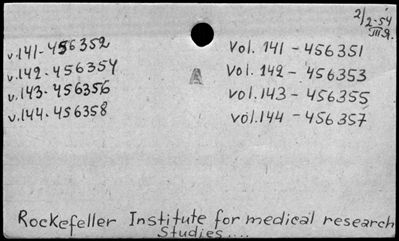 2/2-54
v.141-456352
v.142-456354
v.143-456356
v.144-456358
Vol. 141-456351
Vol. 142-456353
vol. 143-456355
vol. 144-456357
A
Rockefeller Institute for medical research
Studies....